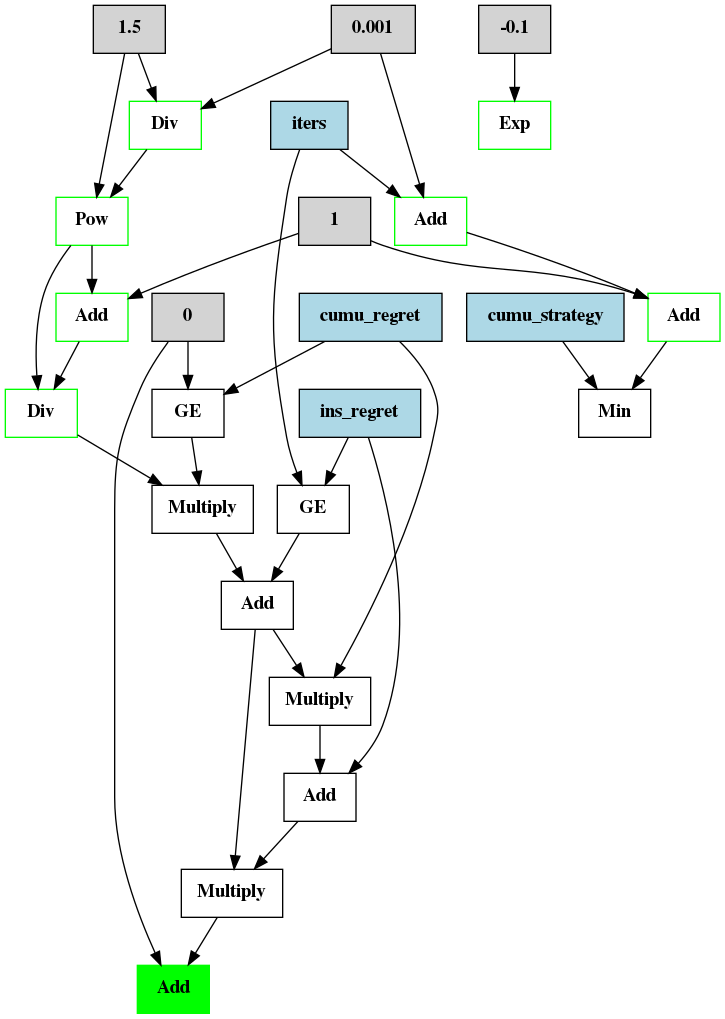 1.5
0.001
-0.1
Div
iters
Exp
Pow
1
Add
Add
0
cumu_regret
cumu_strategy
Add
Div
GE
ins_regret
Min
Multiply
GE
Add
Multiply
Add
Multiply
Add